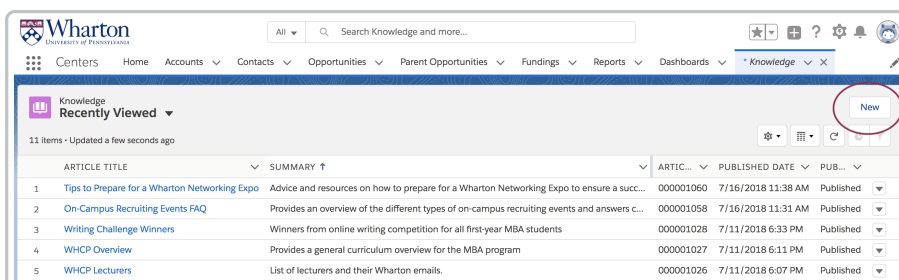 Wharton
UNIVERSITY of PENNSYLVANIA
All Search Knowledge and more...
Centers Home Accounts Contacts Opportunities Parent Opportunities Fundings Reports Dashboards * Knowledge
Knowledge
Recently Viewed
New
11 items • Updated a few seconds ago
ARTICLE TITLE SUMMARY ARTIC... PUBLISHED DATE PUB...
1 Tips to Prepare for a Wharton Networking Expo Advice and resources on how to prepare for a Wharton Networking Expo to ensure a succ... 000001060 7/16/2018 11:38 AM Published
2 On-Campus Recruiting Events FAQ Provides an overview of the different types of on-campus recruiting events and answers c... 000001058 7/16/2018 11:31 AM Published
3 Writing Challenge Winners Winners from online writing competition for all first-year MBA students 000001028 7/11/2018 6:33 PM Published
4 WHCP Overview Provides a general curriculum overview for the MBA program 000001027 7/11/2018 6:11 PM Published
5 WHCP Lecturers List of lecturers and their Wharton emails. 000001026 7/11/2018 6:07 PM Published